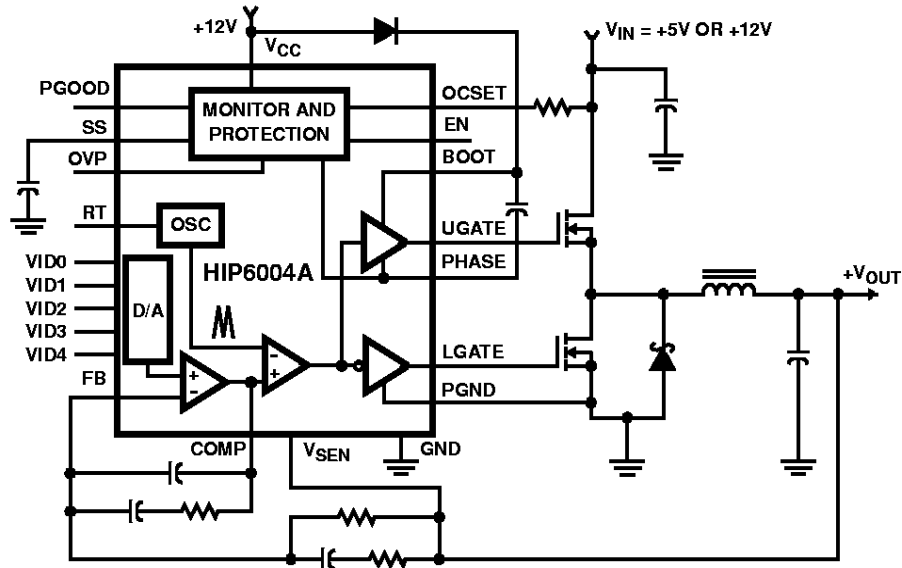 +12V
VCC
VIN = +5V OR +12V
PGOOD
MONITOR AND
PROTECTION
OCSET
SS
EN
OVP
BOOT
RT
OSC
UGATE
VID0
HIP6004A
PHASE
VID1
+VOUT
VID2
D/A
VID3
VID4
LGATE
FB
PGND
COMP
VSEN
GND
- +
+ -